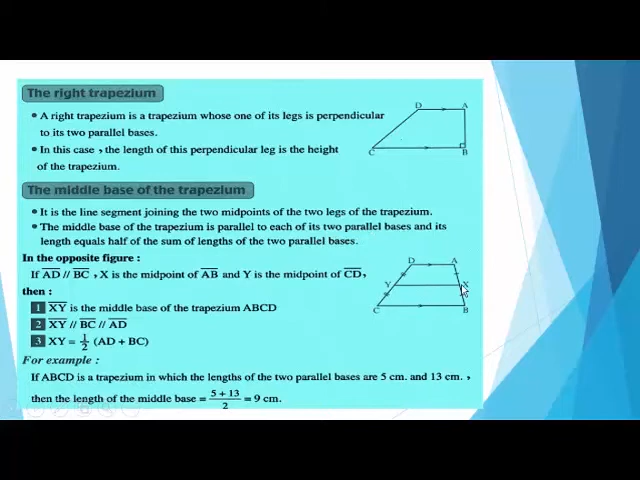 The right trapezium
• A right trapezium is a trapezium whose one of its legs is perpendicular
to its two parallel bases.
• In this case , the length of this perpendicular leg is the height
of the trapezium.
D A
C B
The middle base of the trapezium
• It is the line segment joining the two midpoints of the two legs of the trapezium.
• The middle base of the trapezium is parallel to each of its two parallel bases and its
length equals half of the sum of lengths of the two parallel bases.
In the opposite figure :
If AD // BC , X is the midpoint of AB and Y is the midpoint of CD,
then :
D A
Y X
C B
1 XY is the middle base of the trapezium ABCD
2 XY // BC // AD
3 XY = 1/2 (AD + BC)
For example :
If ABCD is a trapezium in which the lengths of the two parallel bases are 5 cm. and 13 cm. ,
then the length of the middle base = (5 + 13)/2 = 9 cm.